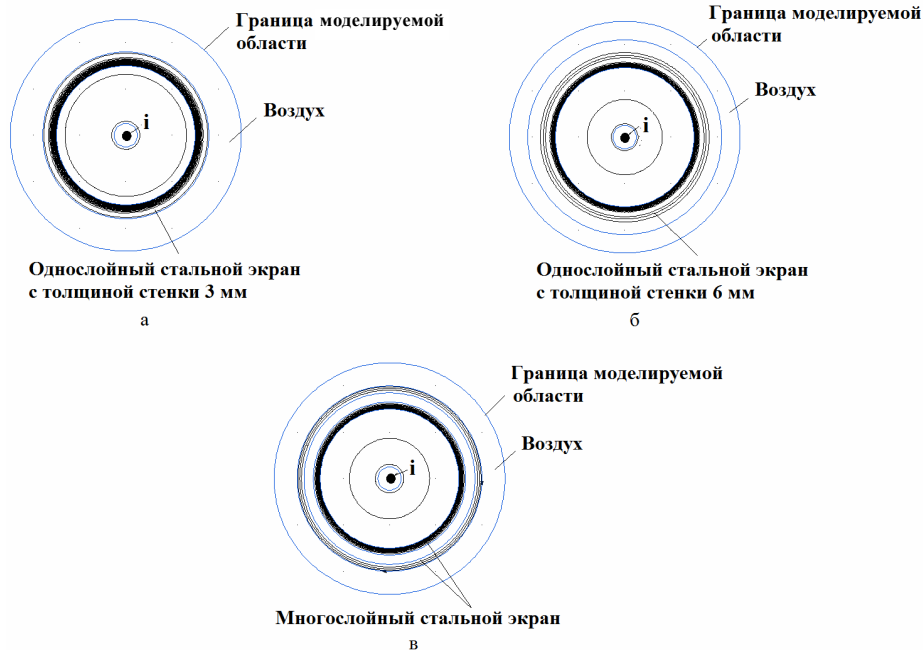 Граница моделируемой
области
Воздух
i
Однослойный стальной экран
с толщиной стенки 3 мм
а
Граница моделируемой
области
Воздух
i
Однослойный стальной экран
с толщиной стенки 6 мм
б
Граница моделируемой
области
Воздух
i
Многослойный стальной экран
в